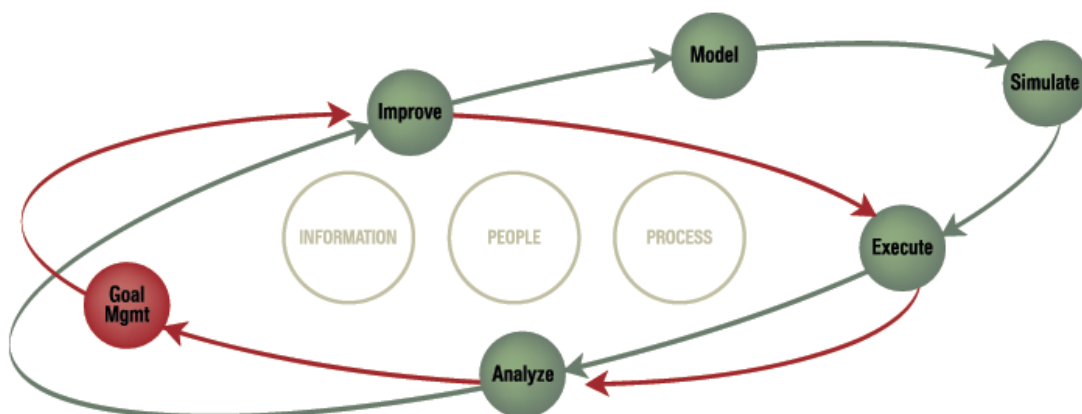 Model
Simulate
Improve
INFORMATION
PEOPLE
PROCESS
Execute
Goal
Mgmt
Analyze